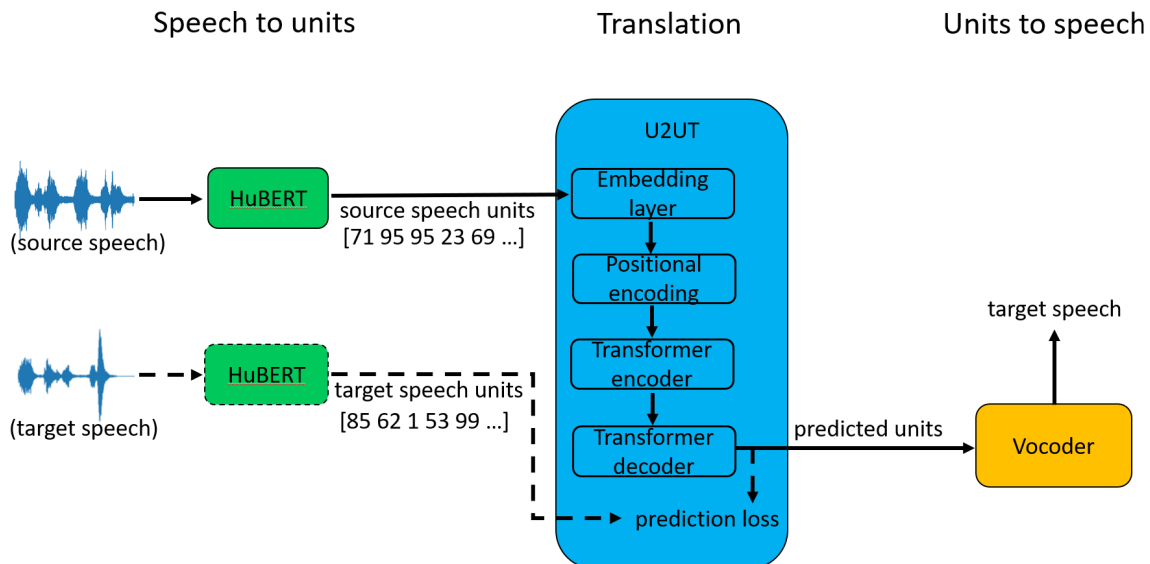 Speech to units
Translation
Units to speech
U2UT
HuBERT
Embedding
layer
source speech units
[71 95 95 23 69 ...]
(source speech)
Positional
encoding
target speech
Transformer
encoder
HuBERT
target speech units
[85 62 1 53 99 ...]
(target speech)
Transformer
decoder
predicted units
Vocoder
prediction loss